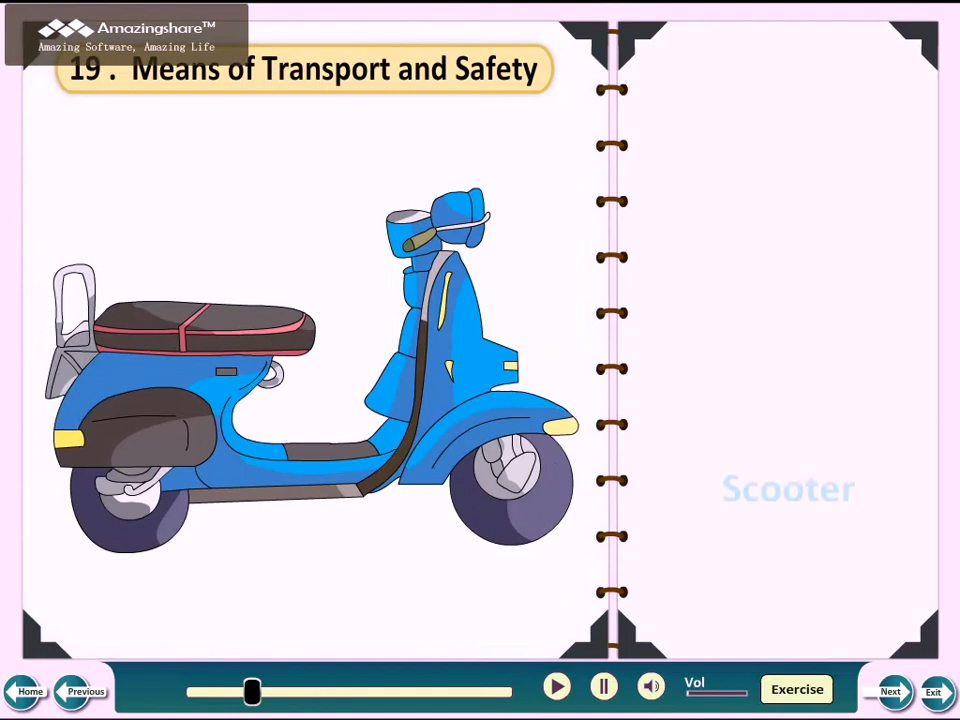 Amazingshare™
Amazing Software, Amazing Life
19 . Means of Transport and Safety
Scooter
Home
Previous
Vol
Exercise
Next
Exit